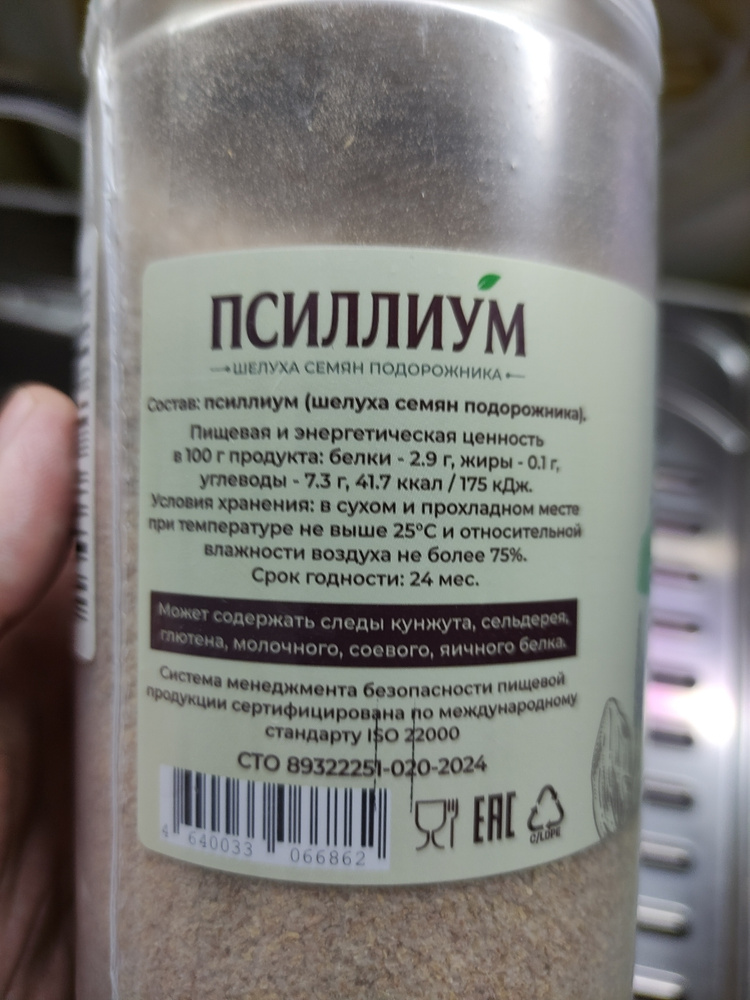 ПСИЛЛИУМ
ШЕЛУХА СЕМЯН ПОДОРОЖНИКА
Состав: псиллиум (шелуха семян подорожника).
Пищевая и энергетическая ценность
в 100 г продукта: белки - 2.9 г, жиры - 0.1 г,
углеводы - 7.3 г, 41.7 ккал / 175 кДж.
Условия хранения: в сухом и прохладном месте
при температуре не выше 25°С и относительной
влажности воздуха не более 75%.
Срок годности: 24 мес.
Может содержать следы кунжута, сельдерея,
глютена, молочного, соевого, яичного белка.
Система менеджмента безопасности пищевой
продукции сертифицирована по международному
стандарту ISO 22000
СТО 89322251-020-2024
4 640033 066862
EAC
C/LDPE